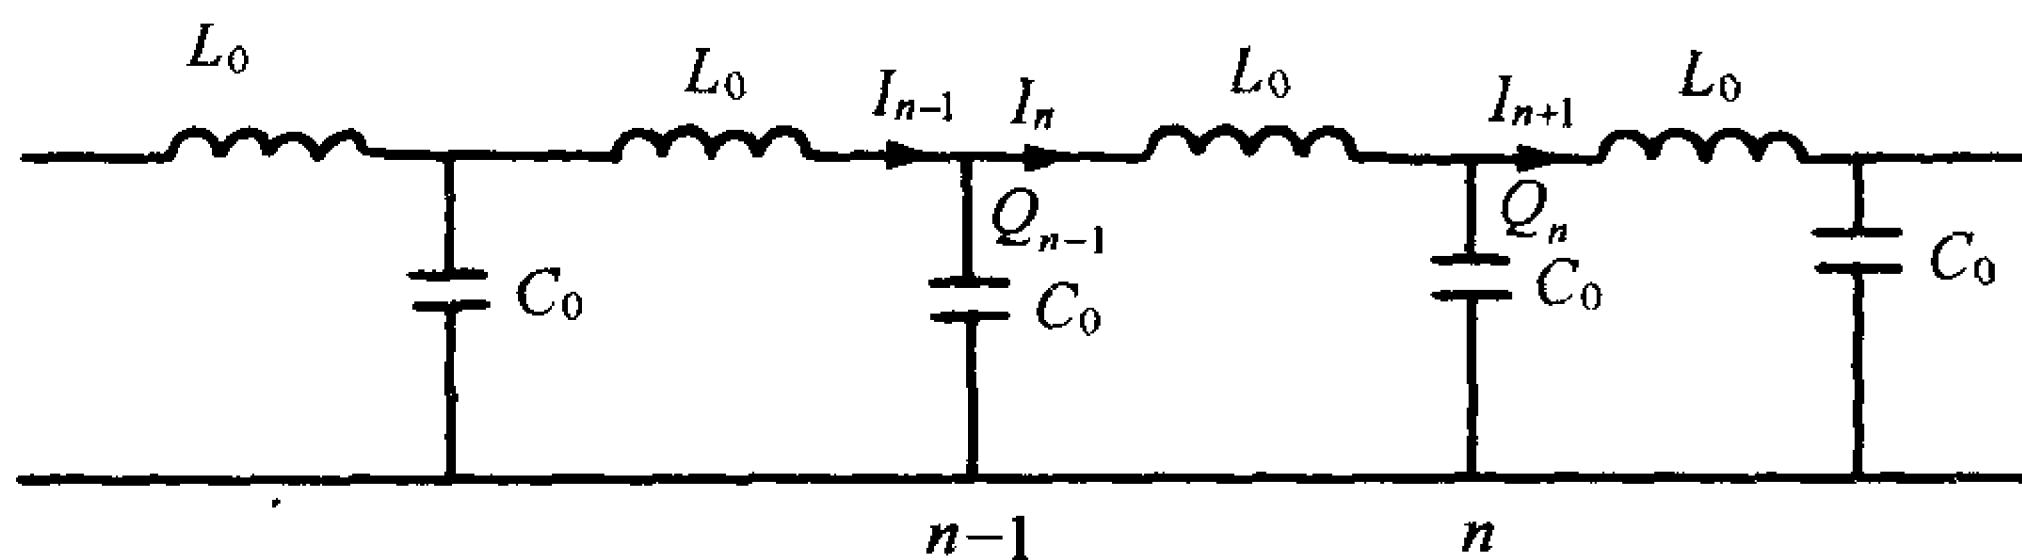 L₀ L₀ Iₙ₋₁ Iₙ L₀ Iₙ₊₁ L₀
Qₙ₋₁ Qₙ
C₀ C₀ C₀ C₀
n−1 n